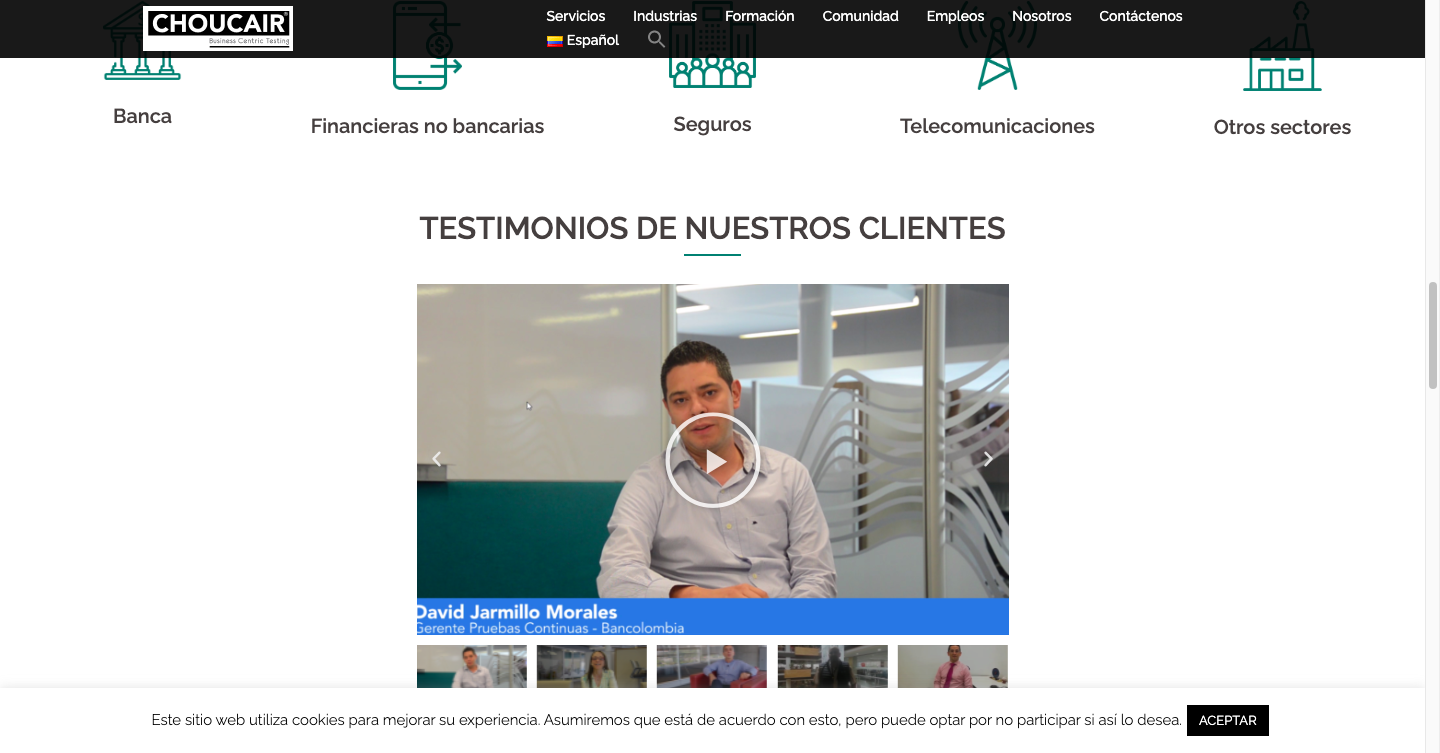 CHOUCAIR
Business Centric Testing
Servicios Industrias Formación Comunidad Empleos Nosotros Contáctenos
Español
Banca
Financieras no bancarias
Seguros
Telecomunicaciones
Otros sectores
TESTIMONIOS DE NUESTROS CLIENTES
David Jarmillo Morales
Gerente Pruebas Continuas - Bancolombia
Este sitio web utiliza cookies para mejorar su experiencia. Asumiremos que está de acuerdo con esto, pero puede optar por no participar si así lo desea. ACEPTAR